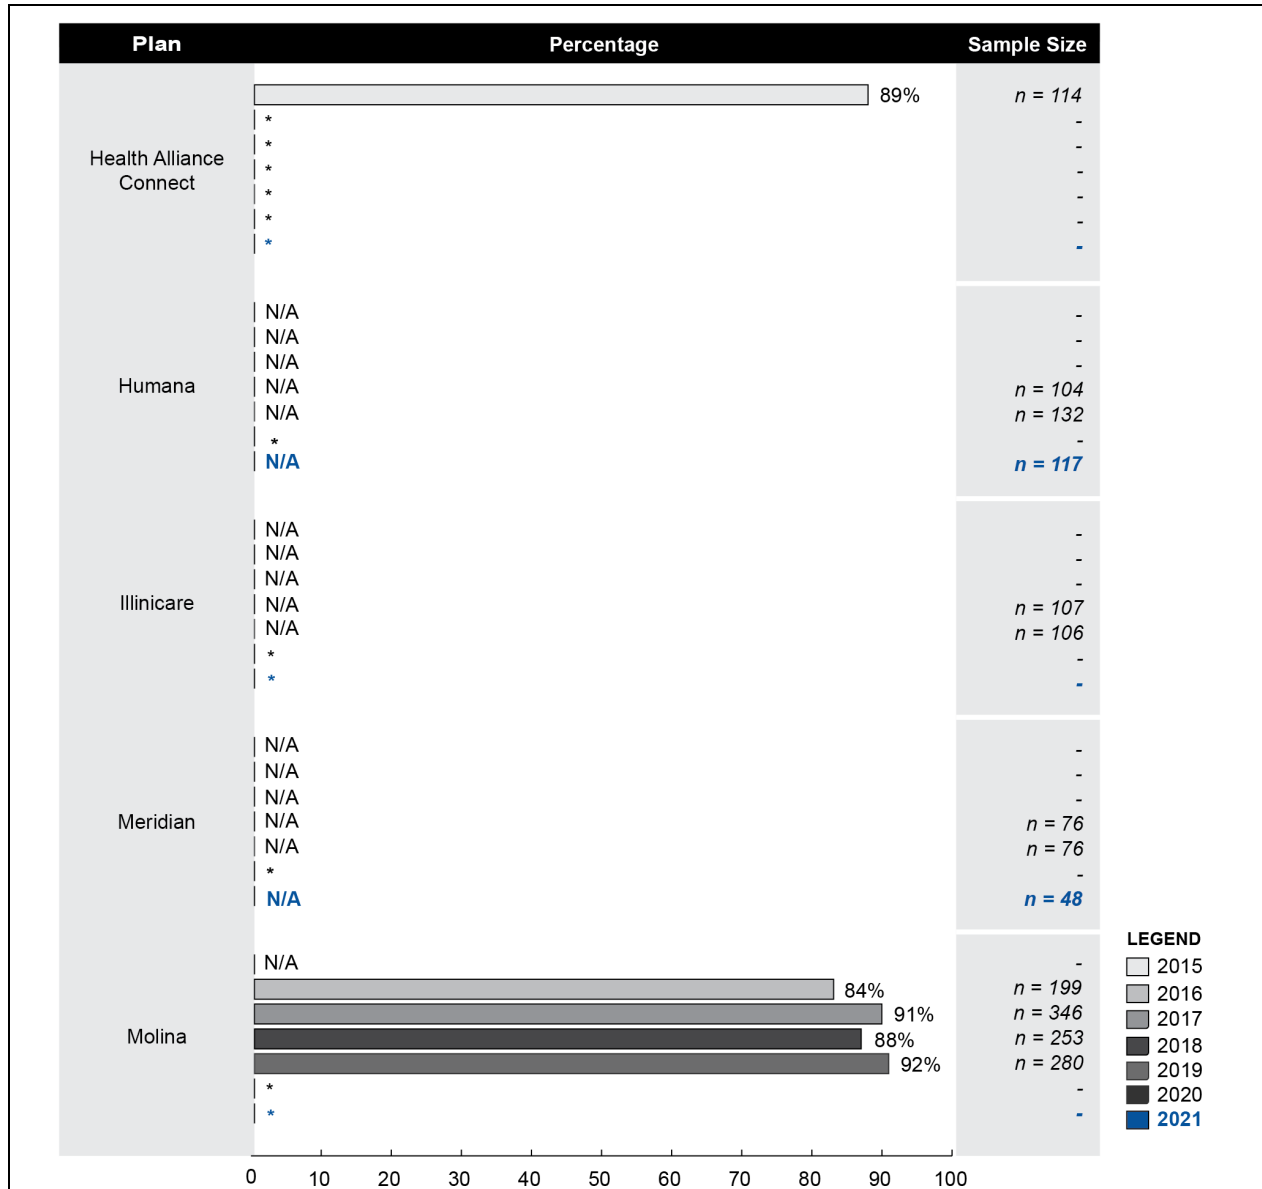 Plan Percentage Sample Size
89% n = 114
* -
* -
Health Alliance
Connect
* -
* -
* -
* -
N/A -
N/A -
N/A -
Humana N/A n = 104
N/A n = 132
* -
N/A n = 117
N/A -
N/A -
N/A -
Illinicare N/A n = 107
N/A n = 106
* -
* -
N/A -
N/A -
N/A -
Meridian N/A n = 76
N/A n = 76
* -
N/A n = 48
N/A -
84% n = 199
91% n = 346
Molina 88% n = 253
92% n = 280
* -
* -
0 10 20 30 40 50 60 70 80 90 100
LEGEND
2015
2016
2017
2018
2019
2020
2021